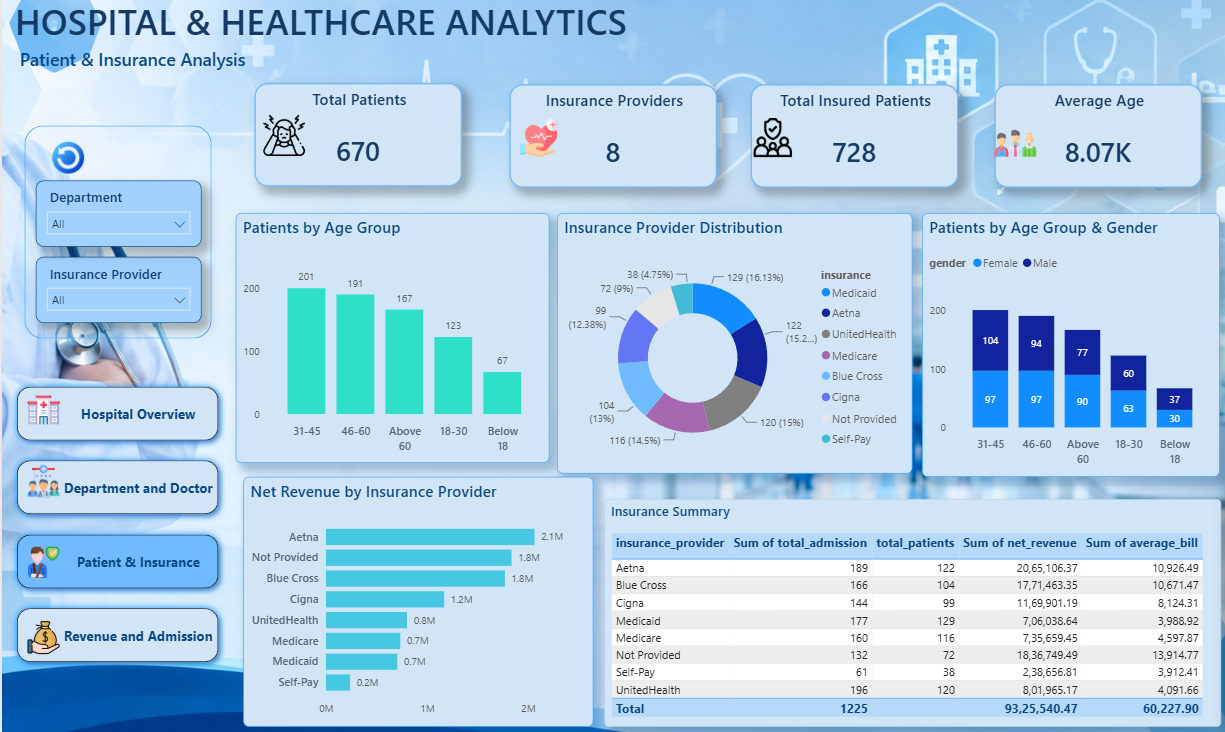 HOSPITAL & HEALTHCARE ANALYTICS
Patient & Insurance Analysis
Total Patients
670
Insurance Providers
8
Total Insured Patients
728
Average Age
8.07K
Department
All
Insurance Provider
All
Hospital Overview
Department and Doctor
Patient & Insurance
Revenue and Admission
Patients by Age Group
201
191
167
123
67
200
100
0
31-45
46-60
Above
60
18-30
Below
18
Insurance Provider Distribution
38 (4.75%)
129 (16.13%)
72 (9%)
99
(12.38%)
122
(15.2...)
104
(13%)
120 (15%)
116 (14.5%)
insurance
Medicaid
Aetna
UnitedHealth
Medicare
Blue Cross
Cigna
Not Provided
Self-Pay
Patients by Age Group & Gender
gender Female Male
200
100
0
104
94
77
60
37
97
97
90
63
30
31-45
46-60
Above
60
18-30
Below
18
Net Revenue by Insurance Provider
Aetna 2.1M
Not Provided 1.8M
Blue Cross 1.8M
Cigna 1.2M
UnitedHealth 0.8M
Medicare 0.7M
Medicaid 0.7M
Self-Pay 0.2M
0M 1M 2M
Insurance Summary
insurance_provider Sum of total_admission total_patients Sum of net_revenue Sum of average_bill
Aetna 189 122 20,65,106.37 10,926.49
Blue Cross 166 104 17,71,463.35 10,671.47
Cigna 144 99 11,69,901.19 8,124.31
Medicaid 177 129 7,06,038.64 3,988.92
Medicare 160 116 7,35,659.45 4,597.87
Not Provided 132 72 18,36,749.49 13,914.77
Self-Pay 61 38 2,38,656.81 3,912.41
UnitedHealth 196 120 8,01,965.17 4,091.66
Total 1225 93,25,540.47 60,227.90